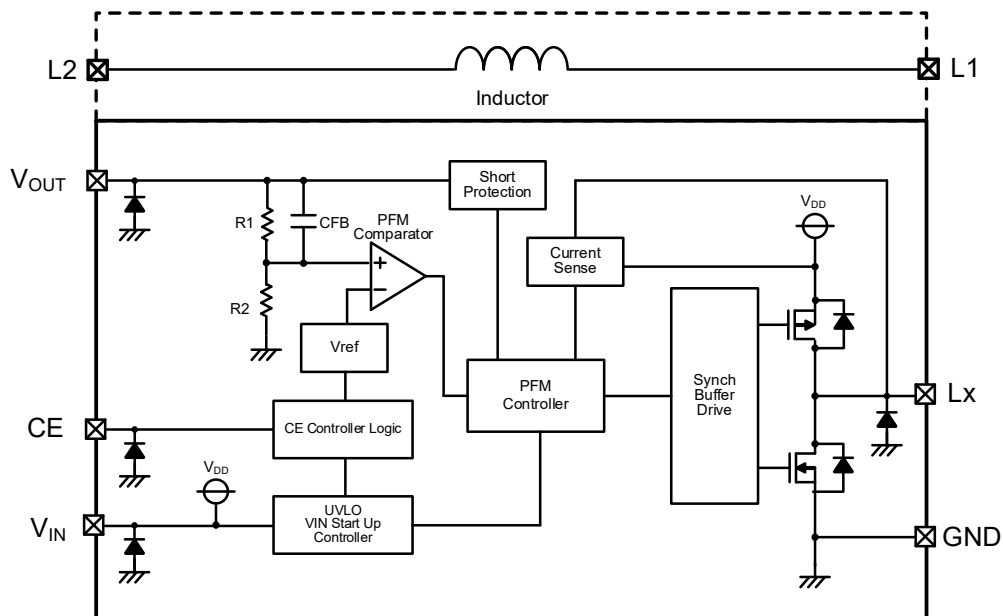 L2
L1
Inductor
VOUT
Short
Protection
VDD
R1
CFB
PFM
Comparator
Current
Sense
R2
Vref
PFM
Controller
Synch
Buffer
Drive
Lx
CE
CE Controller Logic
VDD
VIN
UVLO
VIN Start Up
Controller
GND